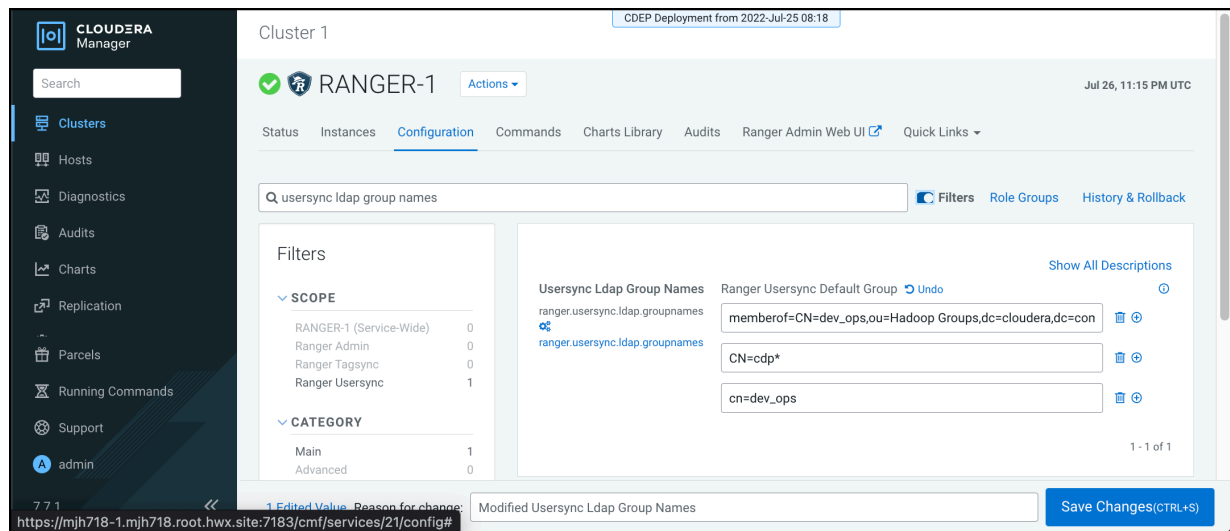 CLOUDERA
Manager
Search
Clusters
Hosts
Diagnostics
Audits
Charts
Replication
Parcels
Running Commands
Support
A admin
7.7.1
CDEP Deployment from 2022-Jul-25 08:18
Cluster 1
RANGER-1 Actions
Jul 26, 11:15 PM UTC
Status Instances Configuration Commands Charts Library Audits Ranger Admin Web UI Quick Links
usersync ldap group names
Filters Role Groups History & Rollback
Filters
SCOPE
RANGER-1 (Service-Wide) 0
Ranger Admin 0
Ranger Tagsync 0
Ranger Usersync 1
CATEGORY
Main 1
Advanced 0
Show All Descriptions
Usersync Ldap Group Names Ranger Usersync Default Group Undo
ranger.usersync.ldap.groupnames
ranger.usersync.ldap.groupnames
memberof=CN=dev_ops,ou=Hadoop Groups,dc=cloudera,dc=con
CN=cdp*
cn=dev_ops
1 - 1 of 1
1 Edited Value Reason for change: Modified Usersync Ldap Group Names Save Changes(CTRL+S)
https://mjh718-1.mjh718.root.hwx.site:7183/cmf/services/21/config#